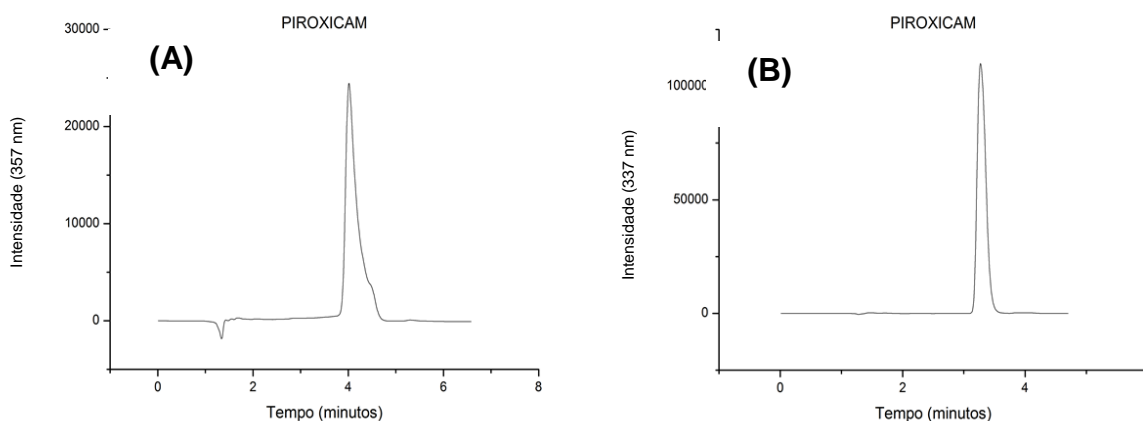 PIROXICAM
(A)
30000
20000
10000
0
Intensidade (357 nm)
0 2 4 6 8
Tempo (minutos)
PIROXICAM
(B)
100000
50000
0
Intensidade (337 nm)
0 2 4
Tempo (minutos)